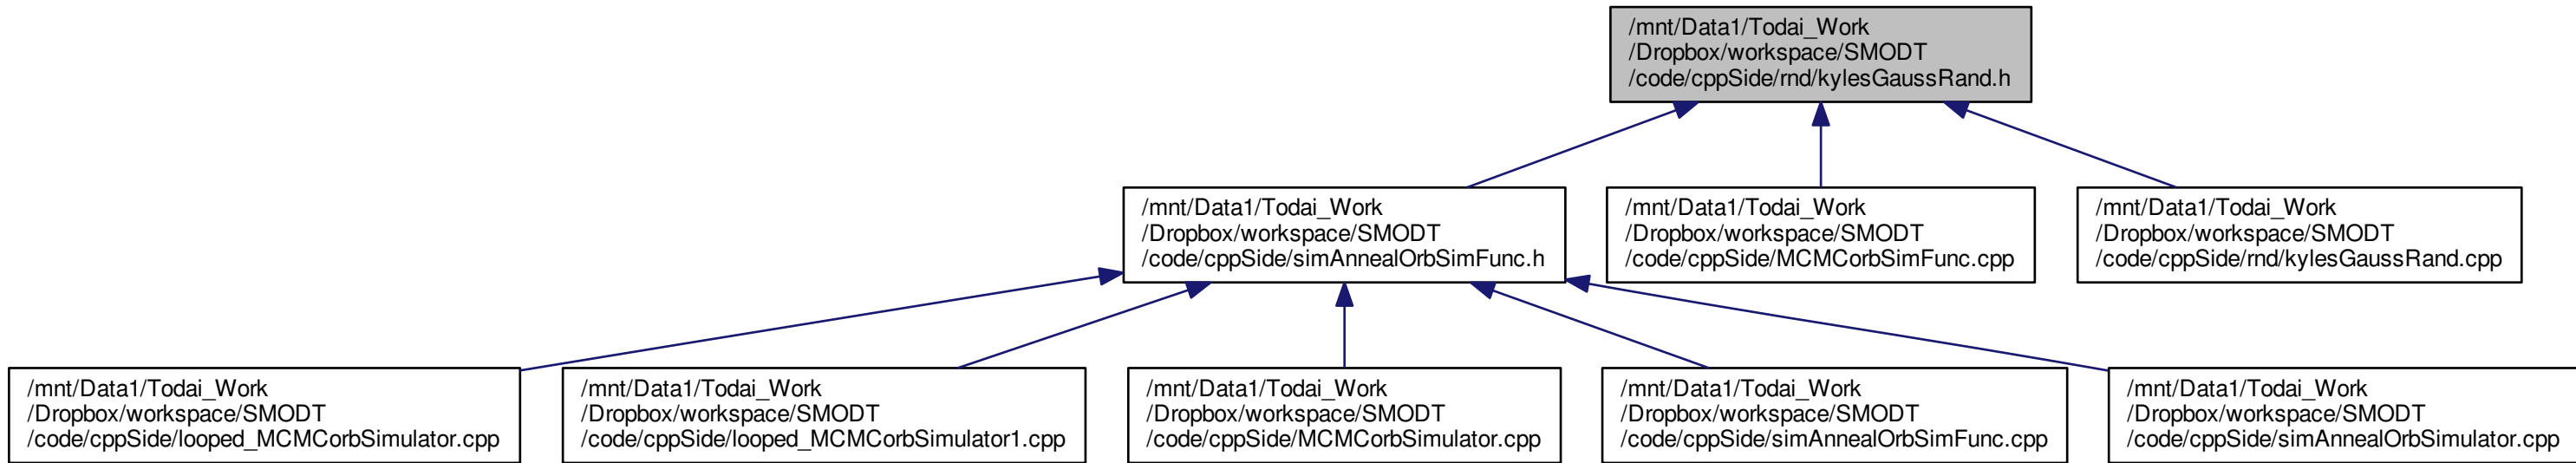 /mnt/Data1/Todai_Work
/Dropbox/workspace/SMODT
/code/cppSide/rnd/kylesGaussRand.h
/mnt/Data1/Todai_Work
/Dropbox/workspace/SMODT
/code/cppSide/simAnnealOrbSimFunc.h
/mnt/Data1/Todai_Work
/Dropbox/workspace/SMODT
/code/cppSide/MCMCorbSimFunc.cpp
/mnt/Data1/Todai_Work
/Dropbox/workspace/SMODT
/code/cppSide/rnd/kylesGaussRand.cpp
/mnt/Data1/Todai_Work
/Dropbox/workspace/SMODT
/code/cppSide/looped_MCMCorbSimulator.cpp
/mnt/Data1/Todai_Work
/Dropbox/workspace/SMODT
/code/cppSide/looped_MCMCorbSimulator1.cpp
/mnt/Data1/Todai_Work
/Dropbox/workspace/SMODT
/code/cppSide/MCMCorbSimulator.cpp
/mnt/Data1/Todai_Work
/Dropbox/workspace/SMODT
/code/cppSide/simAnnealOrbSimFunc.cpp
/mnt/Data1/Todai_Work
/Dropbox/workspace/SMODT
/code/cppSide/simAnnealOrbSimulator.cpp